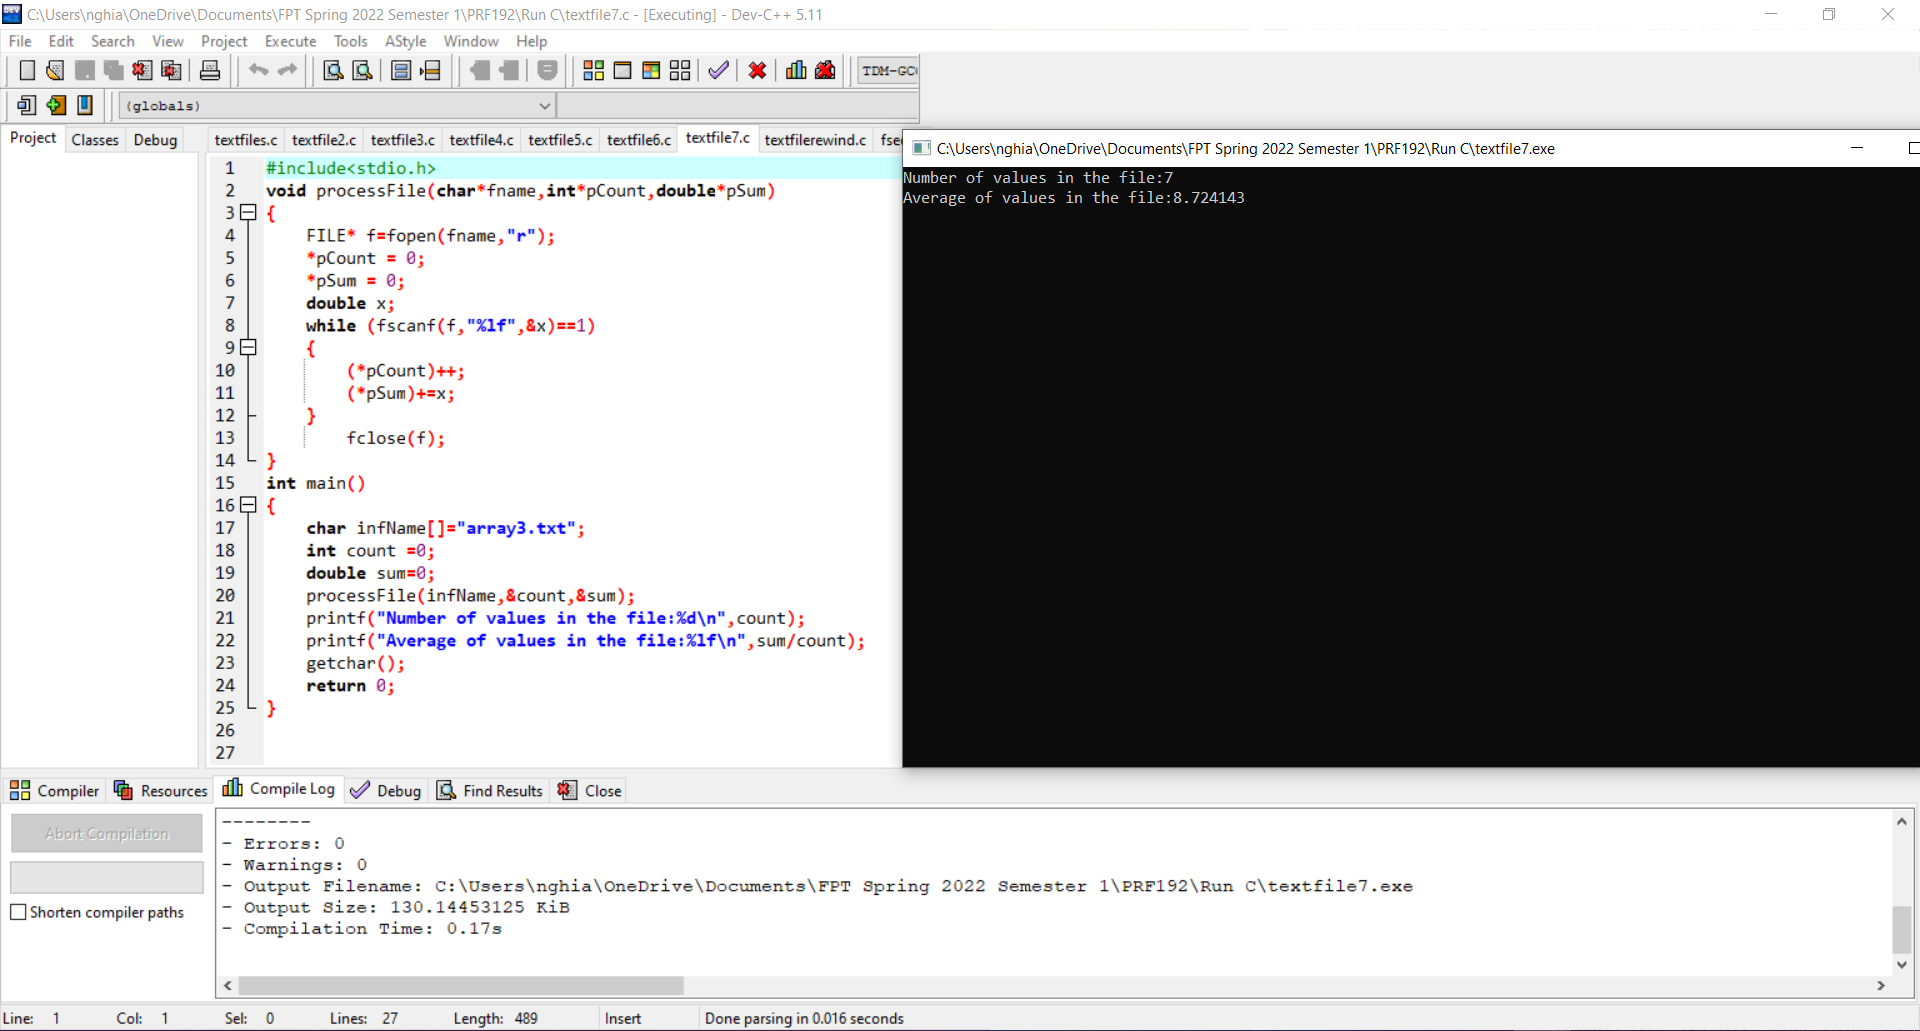 C:\Users\nghia\OneDrive\Documents\FPT Spring 2022 Semester 1\PRF192\Run C\textfile7.c - [Executing] - Dev-C++ 5.11
File Edit Search View Project Execute Tools AStyle Window Help
TDM-GC
(globals)
Project Classes Debug
textfiles.c textfile2.c textfile3.c textfile4.c textfile5.c textfile6.c textfile7.c textfilerewind.c
1 #include<stdio.h>
2 void processFile(char*fname,int*pCount,double*pSum)
3 {
4 FILE* f=fopen(fname,"r");
5 *pCount = 0;
6 *pSum = 0;
7 double x;
8 while (fscanf(f,"%lf",&x)==1)
9 {
10 (*pCount)++;
11 (*pSum)+=x;
12 }
13 fclose(f);
14 }
15 int main()
16 {
17 char infName[]="array3.txt";
18 int count =0;
19 double sum=0;
20 processFile(infName,&count,&sum);
21 printf("Number of values in the file:%d\n",count);
22 printf("Average of values in the file:%lf\n",sum/count);
23 getchar();
24 return 0;
25 }
26
27
C:\Users\nghia\OneDrive\Documents\FPT Spring 2022 Semester 1\PRF192\Run C\textfile7.exe
Number of values in the file:7
Average of values in the file:8.724143
Compiler Resources Compile Log Debug Find Results Close
Abort Compilation
Shorten compiler paths
--------
- Errors: 0
- Warnings: 0
- Output Filename: C:\Users\nghia\OneDrive\Documents\FPT Spring 2022 Semester 1\PRF192\Run C\textfile7.exe
- Output Size: 130.14453125 KiB
- Compilation Time: 0.17s
Line: 1 Col: 1 Sel: 0 Lines: 27 Length: 489 Insert Done parsing in 0.016 seconds